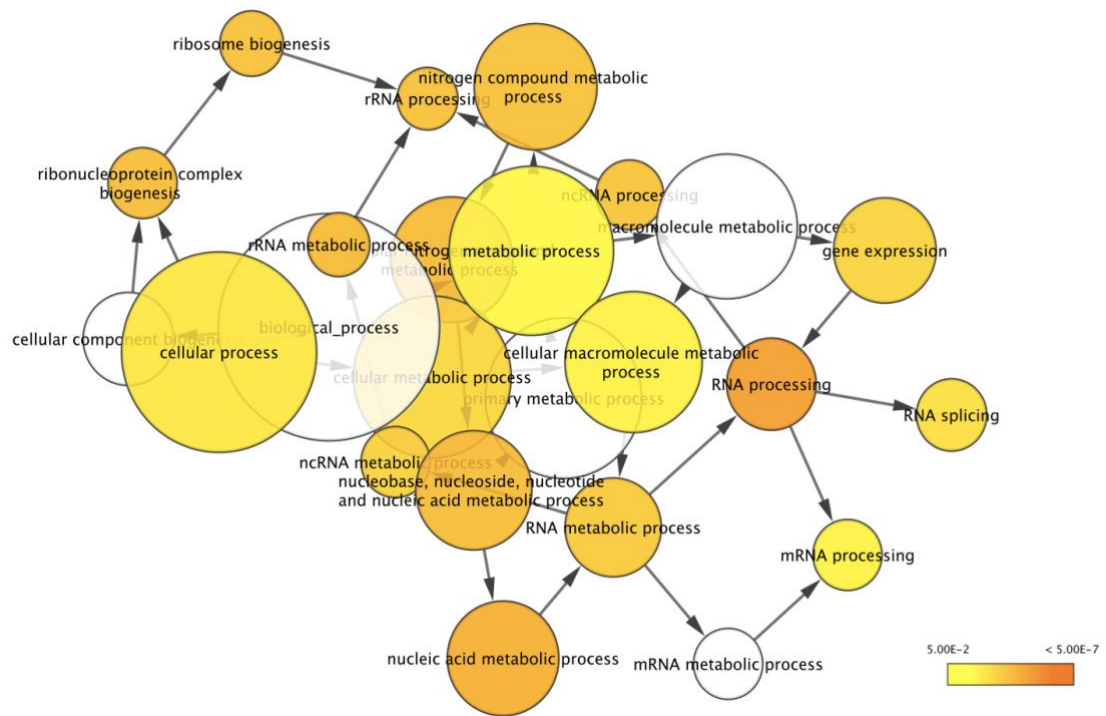 ribosome biogenesis
nitrogen compound metabolic
process
rRNA processing
ribonucleoprotein complex
biogenesis
ncRNA processing
macromolecule metabolic process
rRNA metabolic process
metabolic process
gene expression
nitrogen
metabolic process
cellular component biogenesis
biological_process
cellular process
cellular macromolecule metabolic
process
cellular metabolic process
primary metabolic process
RNA processing
RNA splicing
ncRNA metabolic process
nucleobase, nucleoside, nucleotide
and nucleic acid metabolic process
RNA metabolic process
mRNA processing
nucleic acid metabolic process
mRNA metabolic process
5.00E-2
< 5.00E-7